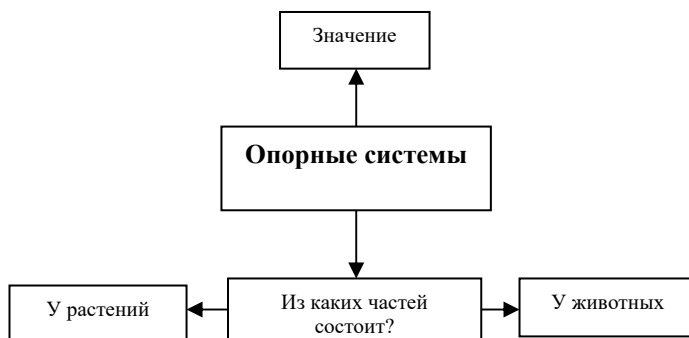 Значение
Опорные системы
У растений
Из каких частей
состоит?
У животных